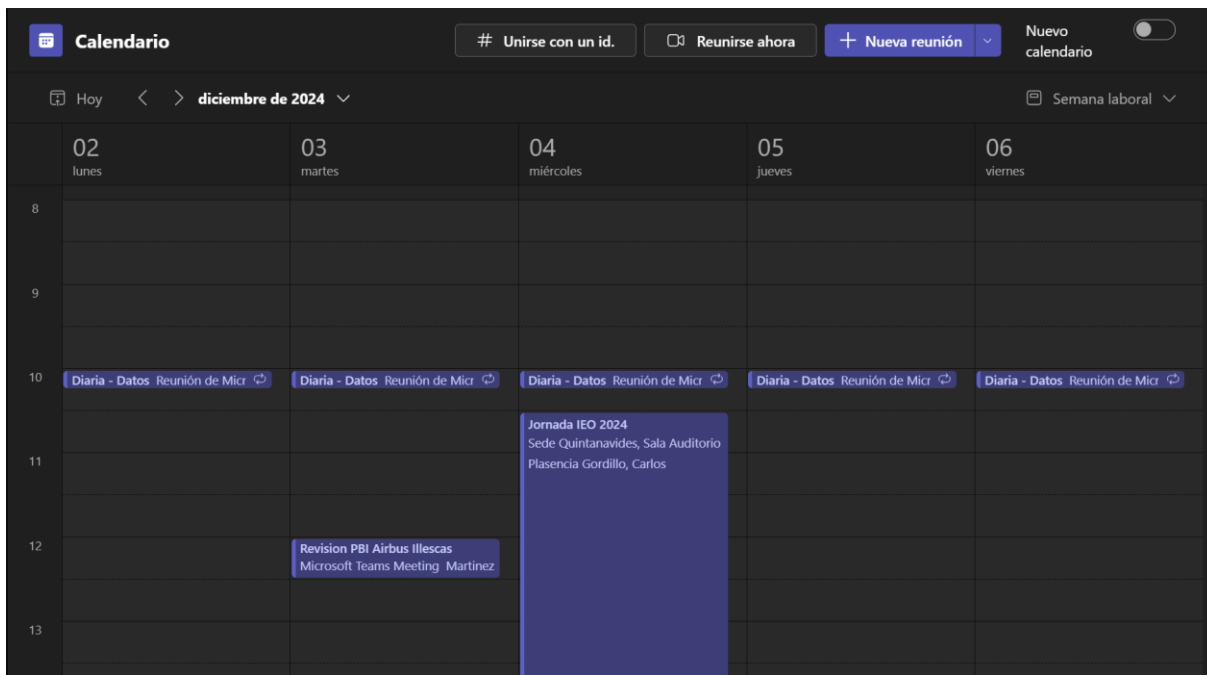 Calendario
# Unirse con un id.
Reunirse ahora
+ Nueva reunión
Nuevo
calendario
Hoy
diciembre de 2024
Semana laboral
02
lunes
03
martes
04
miércoles
05
jueves
06
viernes
8
9
10
Diaria - Datos Reunión de Micr
Diaria - Datos Reunión de Micr
Diaria - Datos Reunión de Micr
Diaria - Datos Reunión de Micr
Diaria - Datos Reunión de Micr
Jornada IEO 2024
Sede Quintanavides, Sala Auditorio
Plasencia Gordillo, Carlos
11
12
Revision PBI Airbus Illescas
Microsoft Teams Meeting Martinez
13